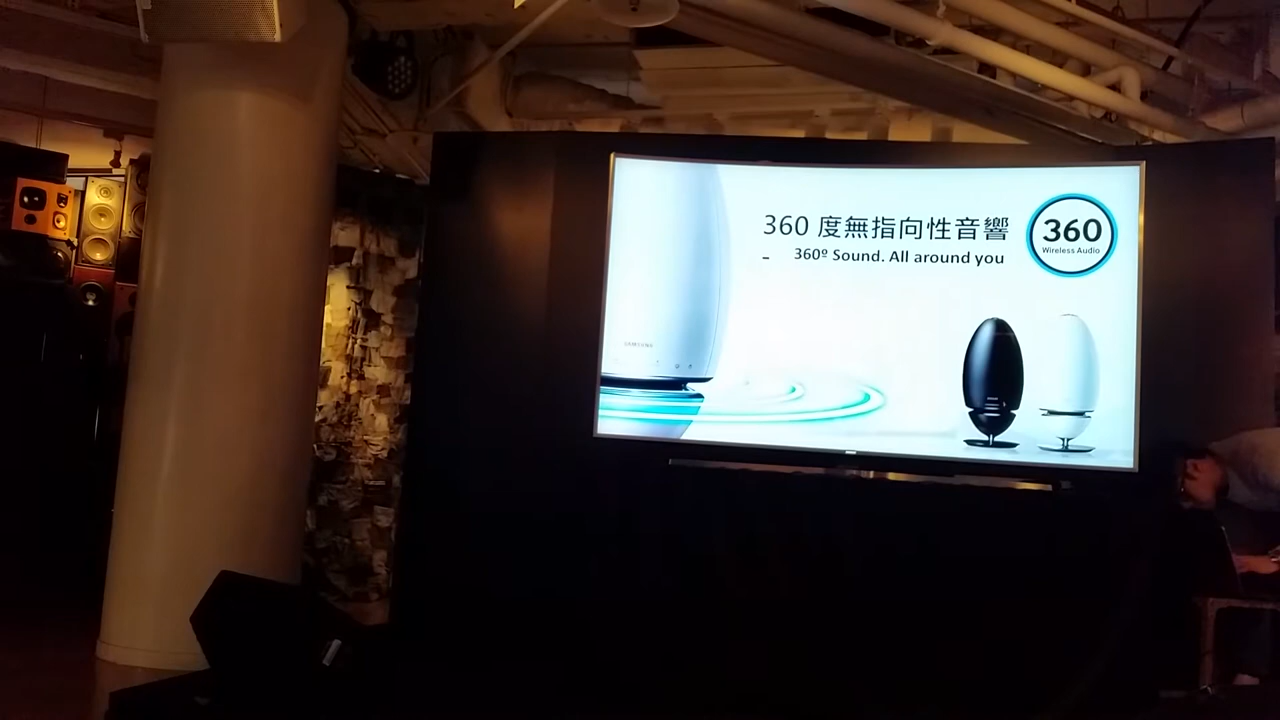 360 度無指向性音響
- 360º Sound. All around you
360
Wireless Audio
SAMSUNG